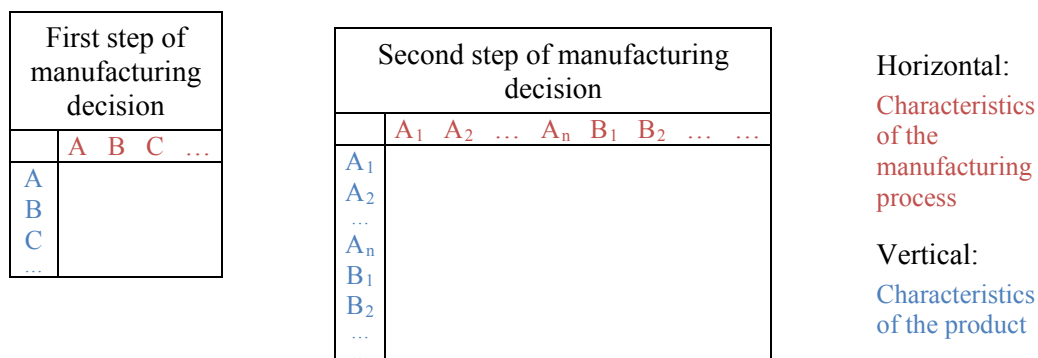 First step of
manufacturing
decision
A B C …
A
B
C
…
Second step of manufacturing
decision
A₁ A₂ … Aₙ B₁ B₂ … …
A₁
A₂
…
Aₙ
B₁
B₂
…
…
Horizontal:
Characteristics
of the
manufacturing
process
Vertical:
Characteristics
of the product